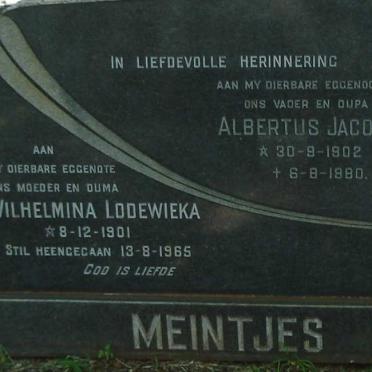 IN LIEFDEVOLLE HERINNERING
AAN MY DIERBARE EGGENO
ONS VADER EN OUPA
ALBERTUS JACO
☆ 30-9-1902
✝ 6-8-1980.
AAN
Y DIERBARE EGGENOTE
NS MOEDER EN OUMA
WILHELMINA LODEWIEKA
☆ 8-12-1901
STIL HEENGEGAAN 13-8-1965
GOD IS LIEFDE
MEINTJES